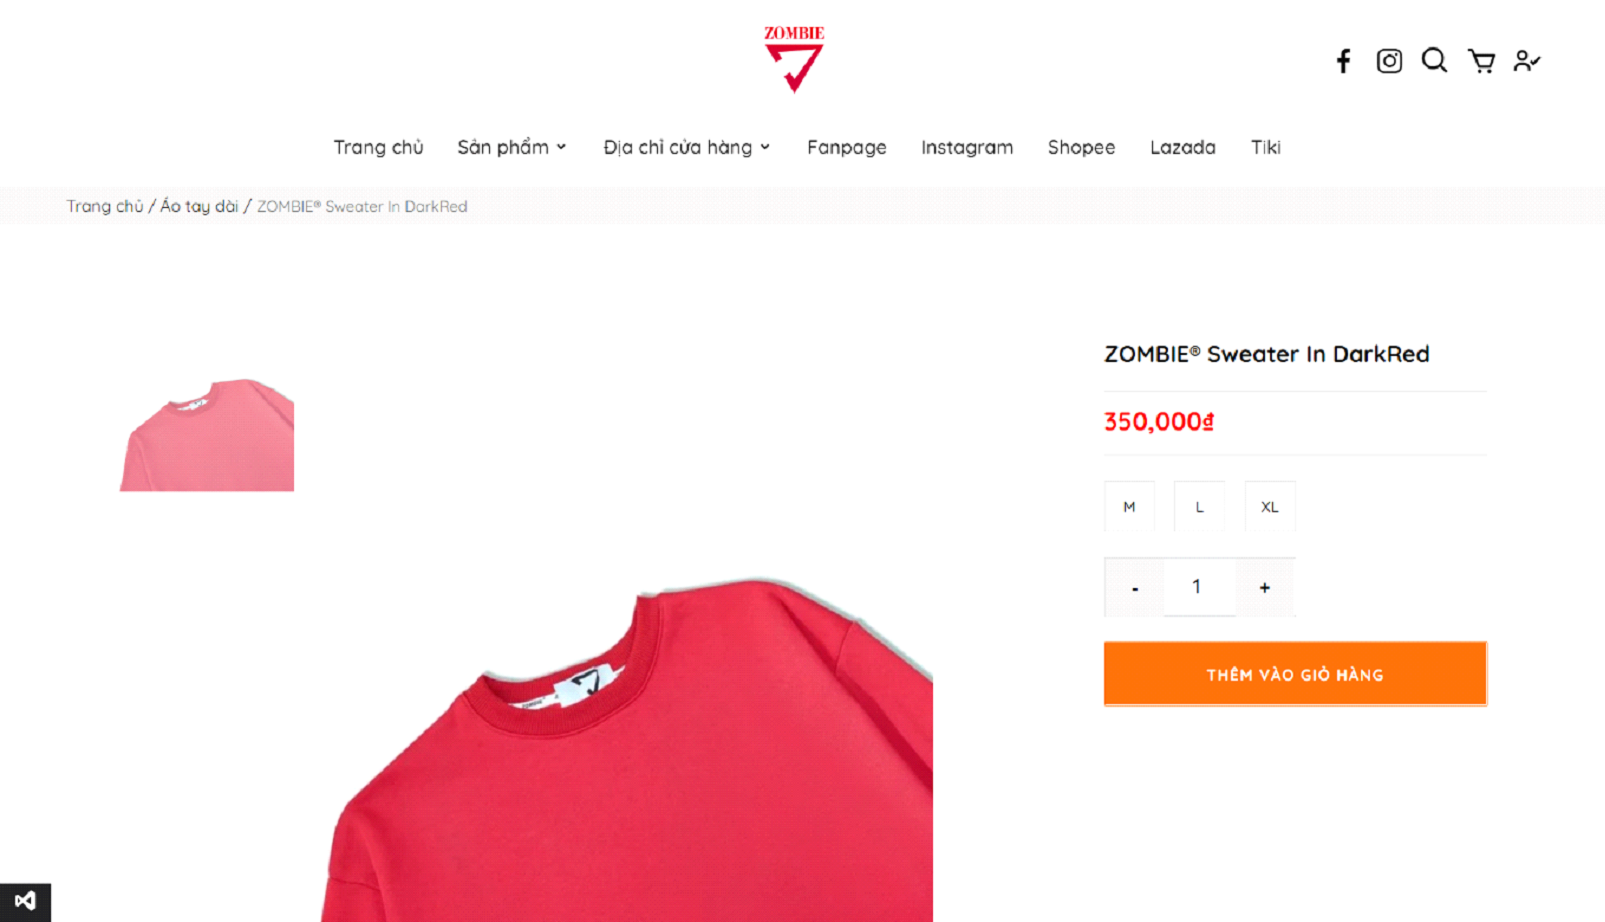 ZOMBIE
Trang chủ Sản phẩm Địa chỉ cửa hàng Fanpage Instagram Shopee Lazada Tiki
Trang chủ / Áo tay dài / ZOMBIE® Sweater In DarkRed
ZOMBIE® Sweater In DarkRed
350,000₫
M L XL
- 1 +
THÊM VÀO GIỎ HÀNG